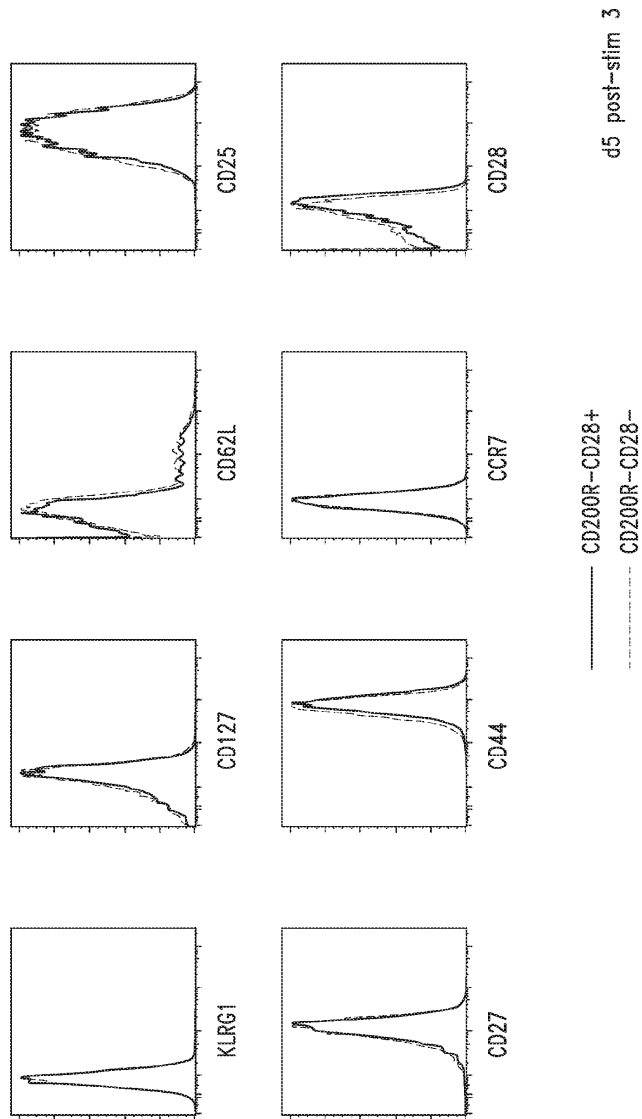 KLRG1
CD127
CD62L
CD25
CD27
CD44
CCR7
CD28
CD200R-CD28+
CD200R-CD28-
d5 post-stim 3